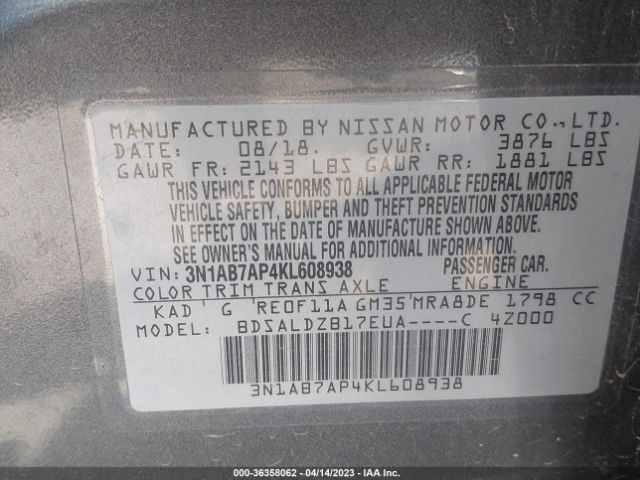 MANUFACTURED BY NISSAN MOTOR CO.,LTD.
DATE: 08/18. GVWR: 3876 LBS
GAWR FR: 2143 LBS GAWR RR: 1881 LBS
THIS VEHICLE CONFORMS TO ALL APPLICABLE FEDERAL MOTOR
VEHICLE SAFETY, BUMPER AND THEFT PREVENTION STANDARDS
IN EFFECT ON THE DATE OF MANUFACTURE SHOWN ABOVE.
SEE OWNER'S MANUAL FOR ADDITIONAL INFORMATION.
VIN: 3N1AB7AP4KL608938 PASSENGER CAR.
COLOR TRIM TRANS AXLE ENGINE
KAD G RE0F11A GM35 MRA8DE 1798 CC
MODEL: BDSALDZB17EUA----C 4Z000
3N1AB7AP4KL608938
000-36358062 - 04/14/2023 - IAA Inc.